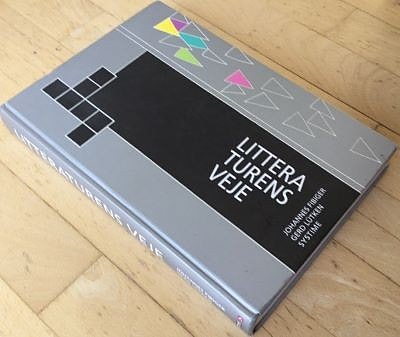 LITTERA
TURENS
VEJE
JOHANNES FIBIGER
GERD LÜTKEN
SYSTIME
LITTERATURENS VEJE